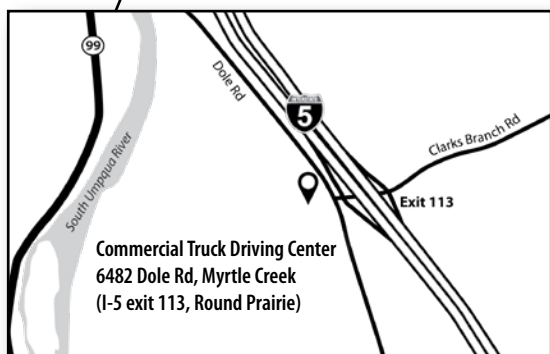 99
Dole Rd
INTERSTATE
5
Clarks Branch Rd
South Umpqua River
Exit 113
Commercial Truck Driving Center
6482 Dole Rd, Myrtle Creek
(I-5 exit 113, Round Prairie)